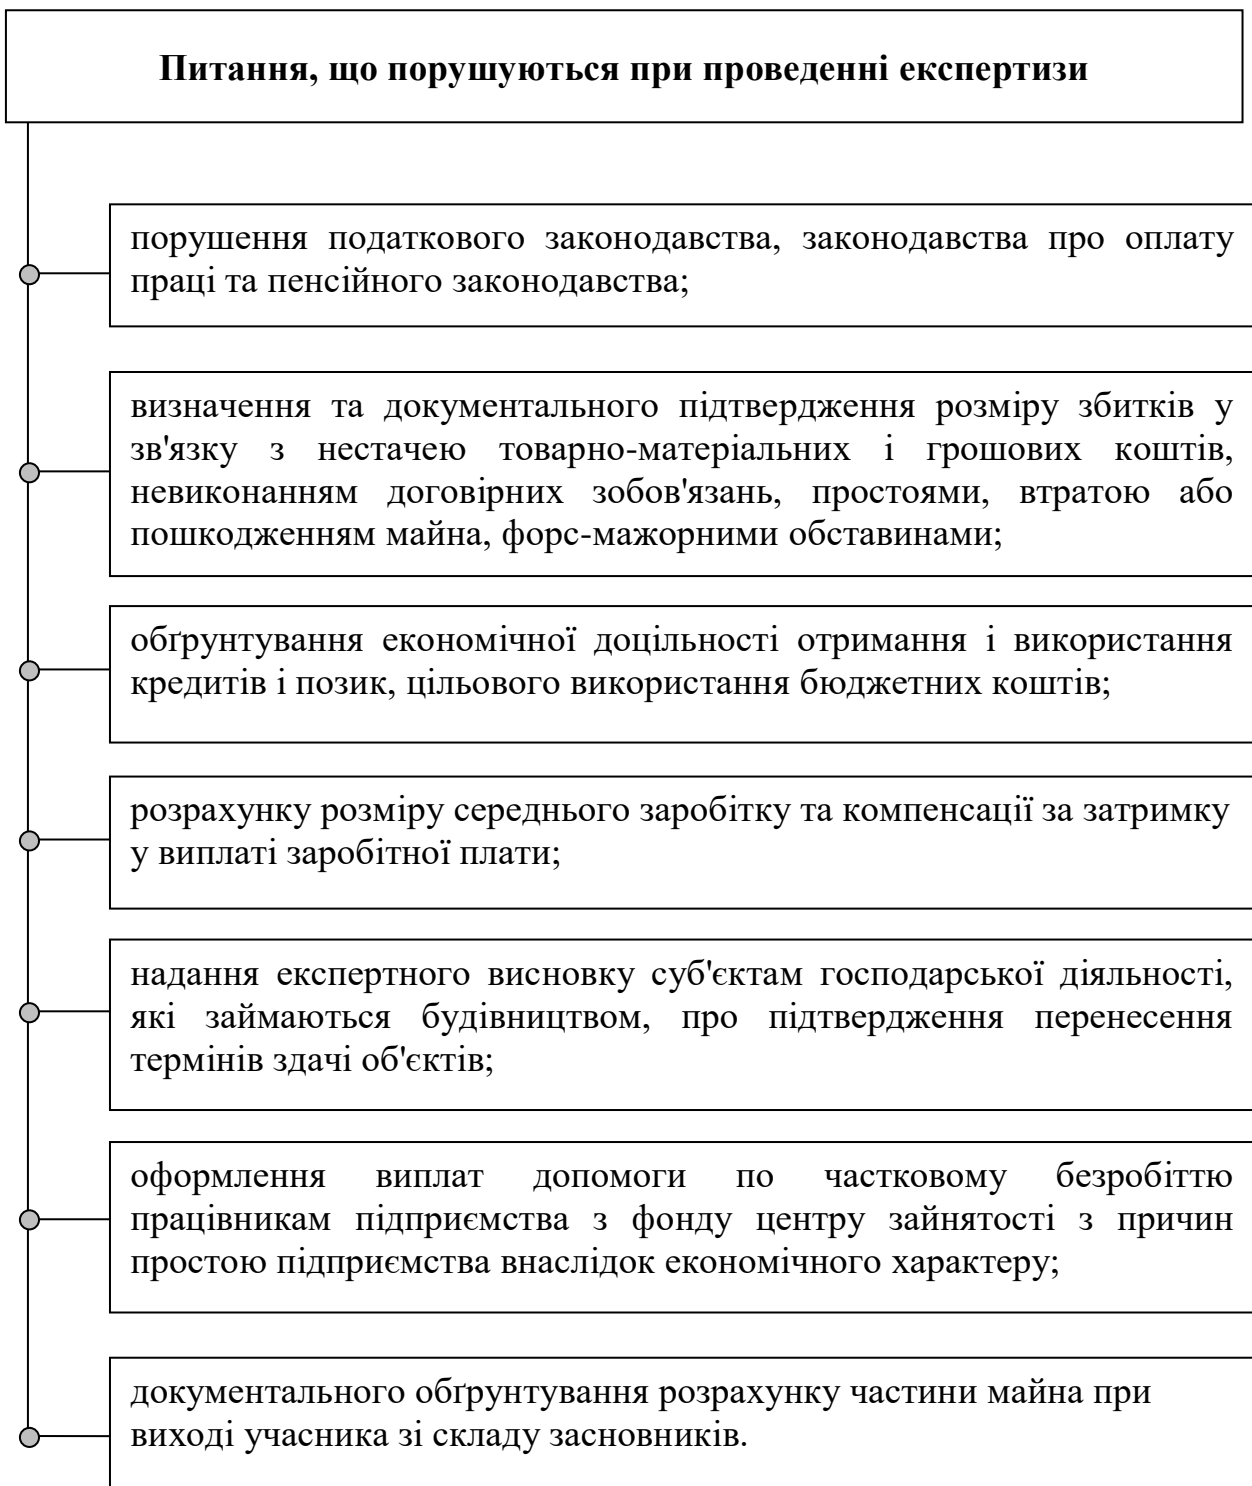 Питання, що порушуються при проведенні експертизи
порушення податкового законодавства, законодавства про оплату
праці та пенсійного законодавства;
визначення та документального підтвердження розміру збитків у
зв'язку з нестачею товарно-матеріальних і грошових коштів,
невиконанням договірних зобов'язань, простоями, втратою або
пошкодженням майна, форс-мажорними обставинами;
обґрунтування економічної доцільності отримання і використання
кредитів і позик, цільового використання бюджетних коштів;
розрахунку розміру середнього заробітку та компенсації за затримку
у виплаті заробітної плати;
надання експертного висновку суб'єктам господарської діяльності,
які займаються будівництвом, про підтвердження перенесення
термінів здачі об'єктів;
оформлення виплат допомоги по частковому безробіттю
працівникам підприємства з фонду центру зайнятості з причин
простою підприємства внаслідок економічного характеру;
документального обґрунтування розрахунку частини майна при
виході учасника зі складу засновників.